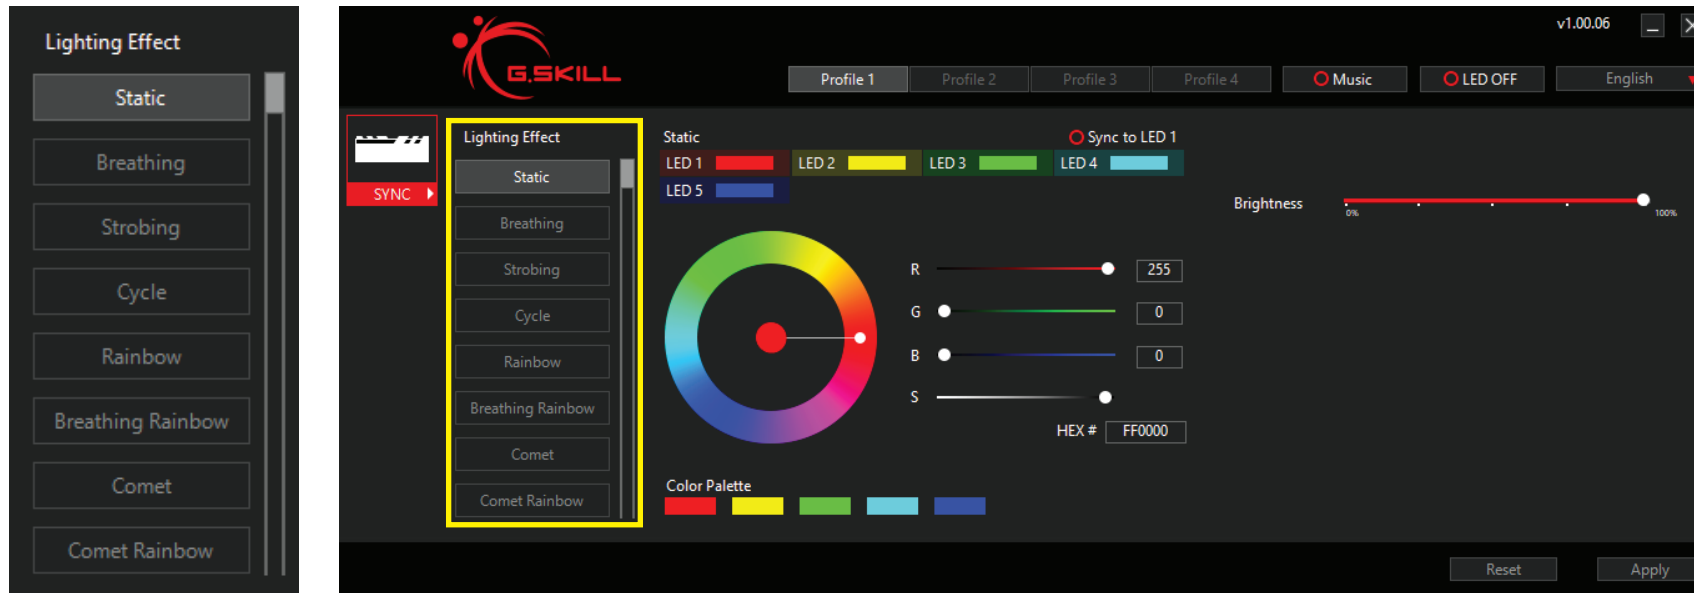 Lighting Effect
Static
Breathing
Strobing
Cycle
Rainbow
Breathing Rainbow
Comet
Comet Rainbow
G.SKILL
v1.00.06
Profile 1 Profile 2 Profile 3 Profile 4 Music LED OFF English
SYNC
Lighting Effect
Static
Breathing
Strobing
Cycle
Rainbow
Breathing Rainbow
Comet
Comet Rainbow
Static Sync to LED 1
LED 1 LED 2 LED 3 LED 4
LED 5
Brightness 0% 100%
R 255
G 0
B 0
S
HEX # FF0000
Color Palette
Reset Apply